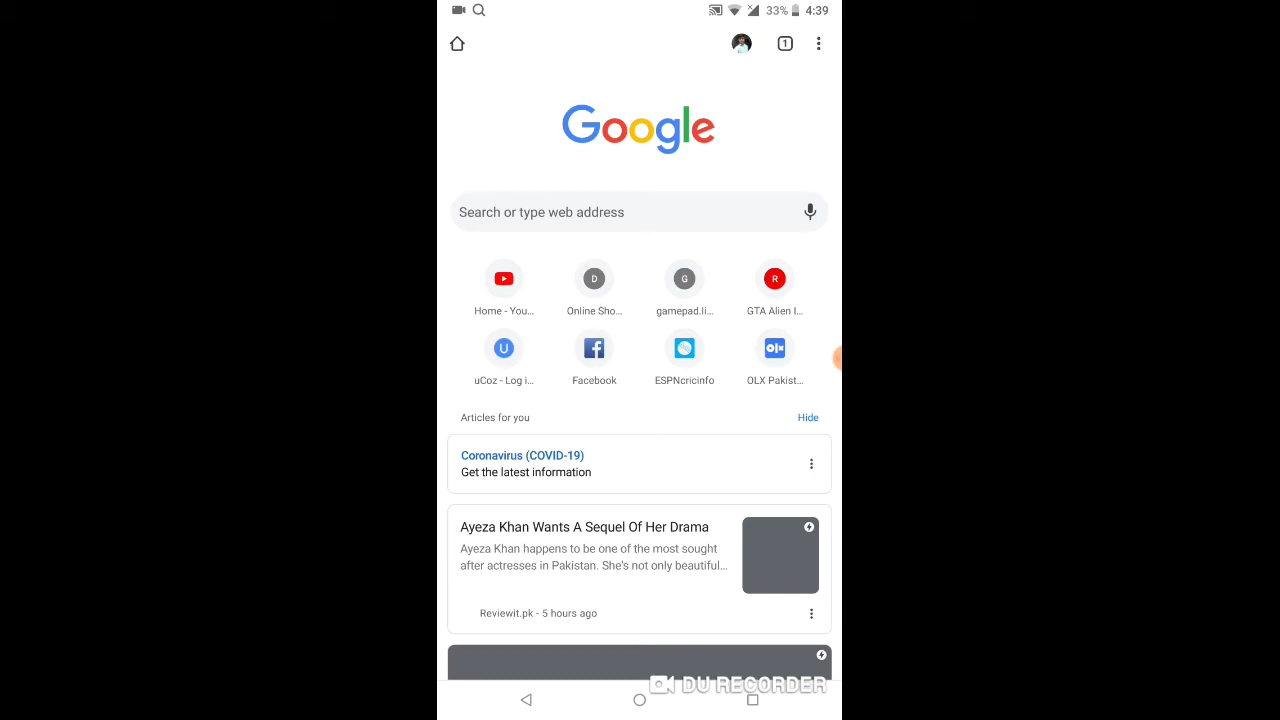 33% 4:39
1
Google
Search or type web address
D G R
Home - You... Online Sho... gamepad.li... GTA Alien I...
U f olx
uCoz - Log i... Facebook ESPNcricinfo OLX Pakist...
Articles for you Hide
Coronavirus (COVID-19)
Get the latest information
Ayeza Khan Wants A Sequel Of Her Drama
Ayeza Khan happens to be one of the most sought
after actresses in Pakistan. She's not only beautiful...
Reviewit.pk - 5 hours ago
DU RECORDER